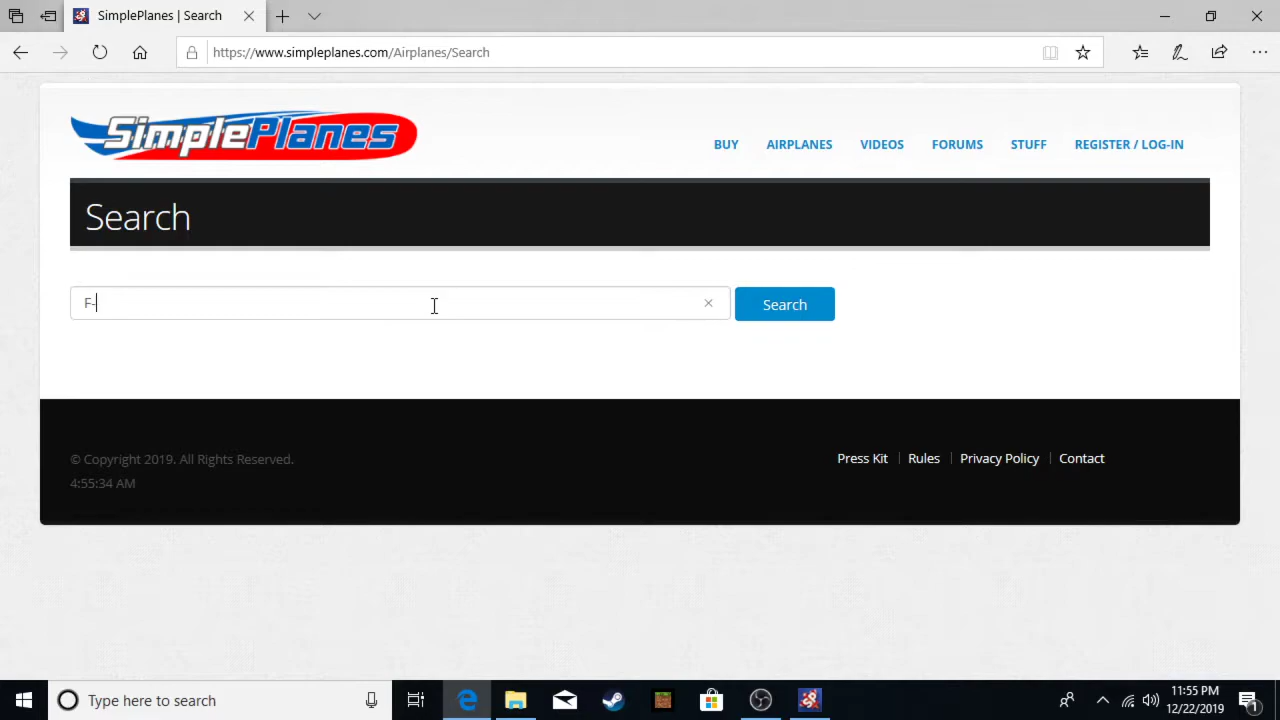 SimplePlanes | Search
https://www.simpleplanes.com/Airplanes/Search
SimplePlanes
BUY AIRPLANES VIDEOS FORUMS STUFF REGISTER / LOG-IN
Search
F-
Search
© Copyright 2019. All Rights Reserved.
4:55:34 AM
Press Kit Rules Privacy Policy Contact
Type here to search
11:55 PM
12/22/2019
1